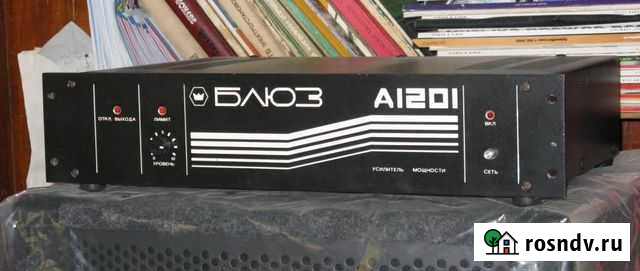 БЛЮЗ
A1201
ОТКЛ. ВЫХОДА
ЛИМИТ
УРОВЕНЬ
УСИЛИТЕЛЬ МОЩНОСТИ
ВКЛ
СЕТЬ
rosndv.ru